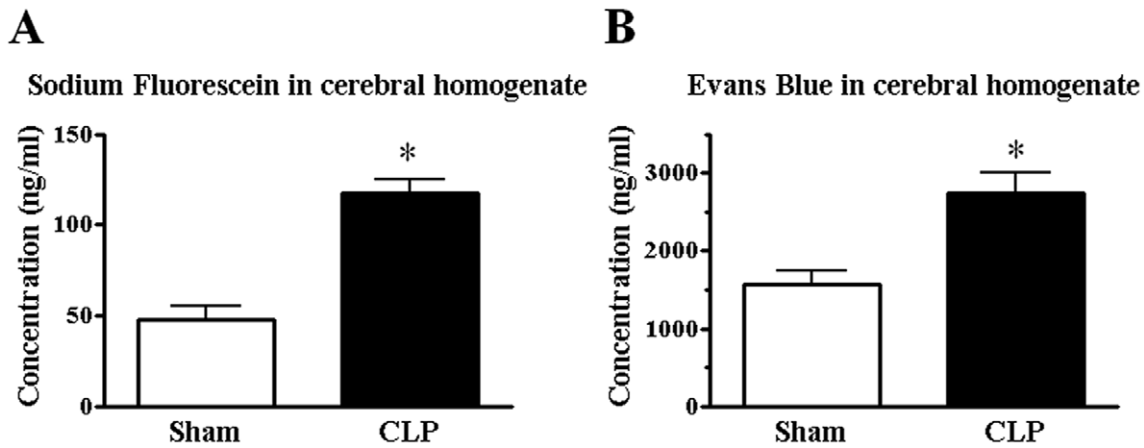 A
Sodium Fluorescein in cerebral homogenate
Concentration (ng/ml)
150
100
50
0
*
Sham
CLP
B
Evans Blue in cerebral homogenate
Concentration (ng/ml)
3000
2000
1000
0
*
Sham
CLP